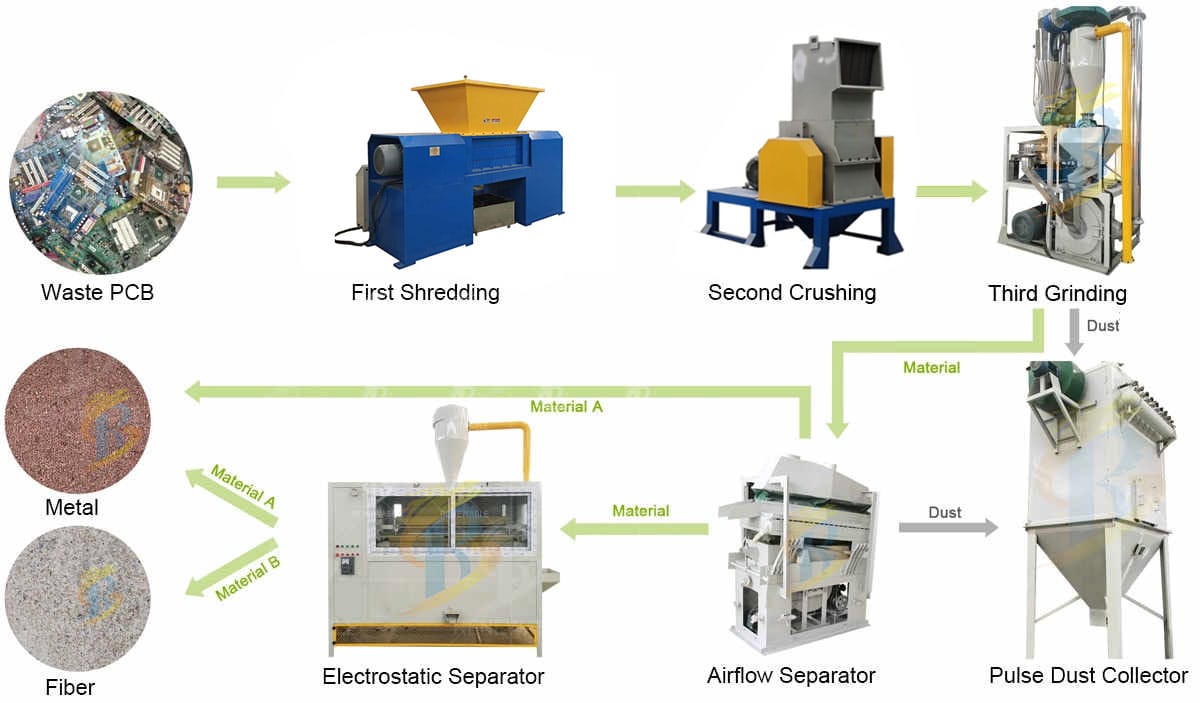 Waste PCB
First Shredding
Second Crushing
Third Grinding
Dust
Material
Material A
Metal
Material A
Material B
Fiber
Material
Dust
Electrostatic Separator
Airflow Separator
Pulse Dust Collector